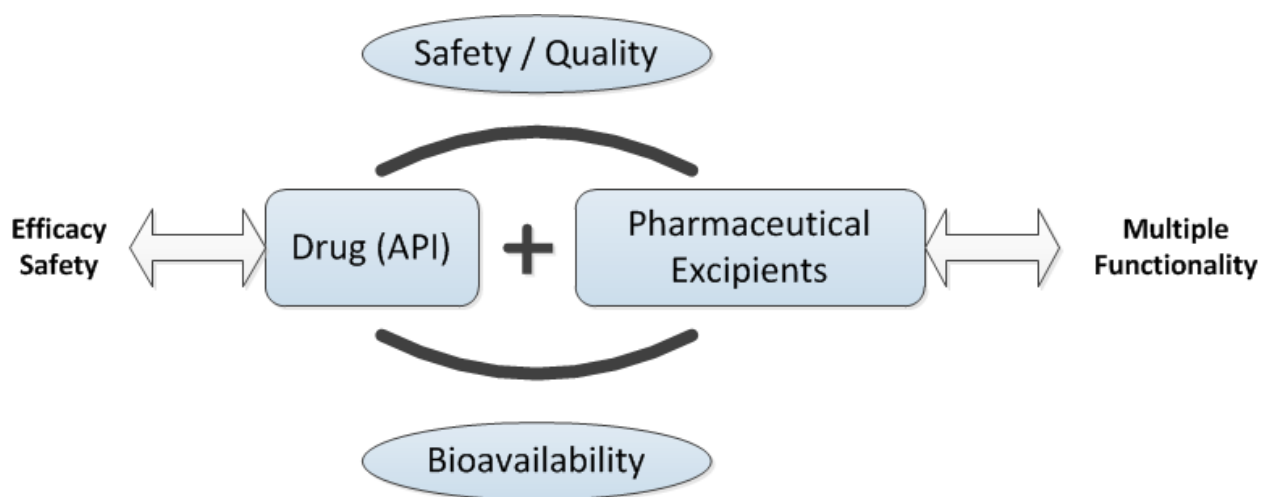 Safety / Quality
Efficacy
Safety
Drug (API)
+
Pharmaceutical
Excipients
Multiple
Functionality
Bioavailability